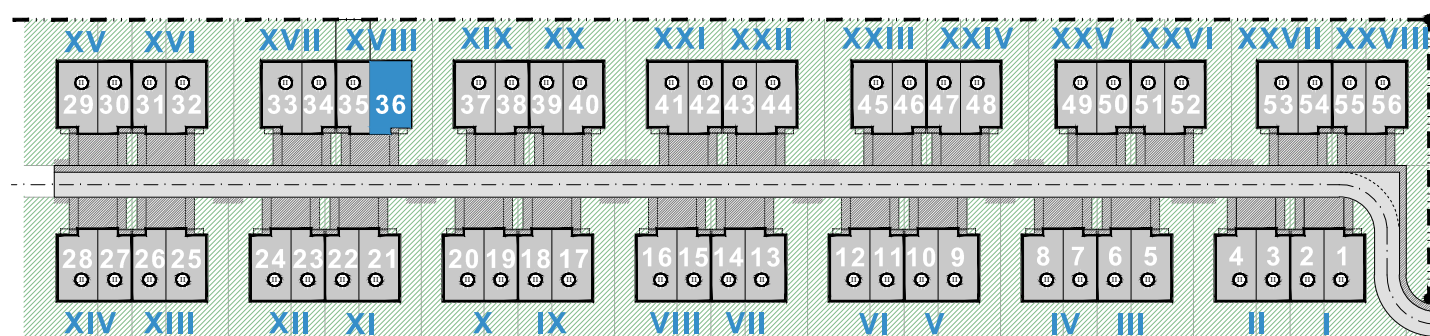 XV XVI XVII XVIII XIX XX XXI XXII XXIII XXIV XXV XXVI XXVII XXVIII
29 30 31 32 33 34 35 36 37 38 39 40 41 42 43 44 45 46 47 48 49 50 51 52 53 54 55 56
28 27 26 25 24 23 22 21 20 19 18 17 16 15 14 13 12 11 10 9 8 7 6 5 4 3 2 1
XIV XIII XII XI X IX VIII VII VI V IV III II I